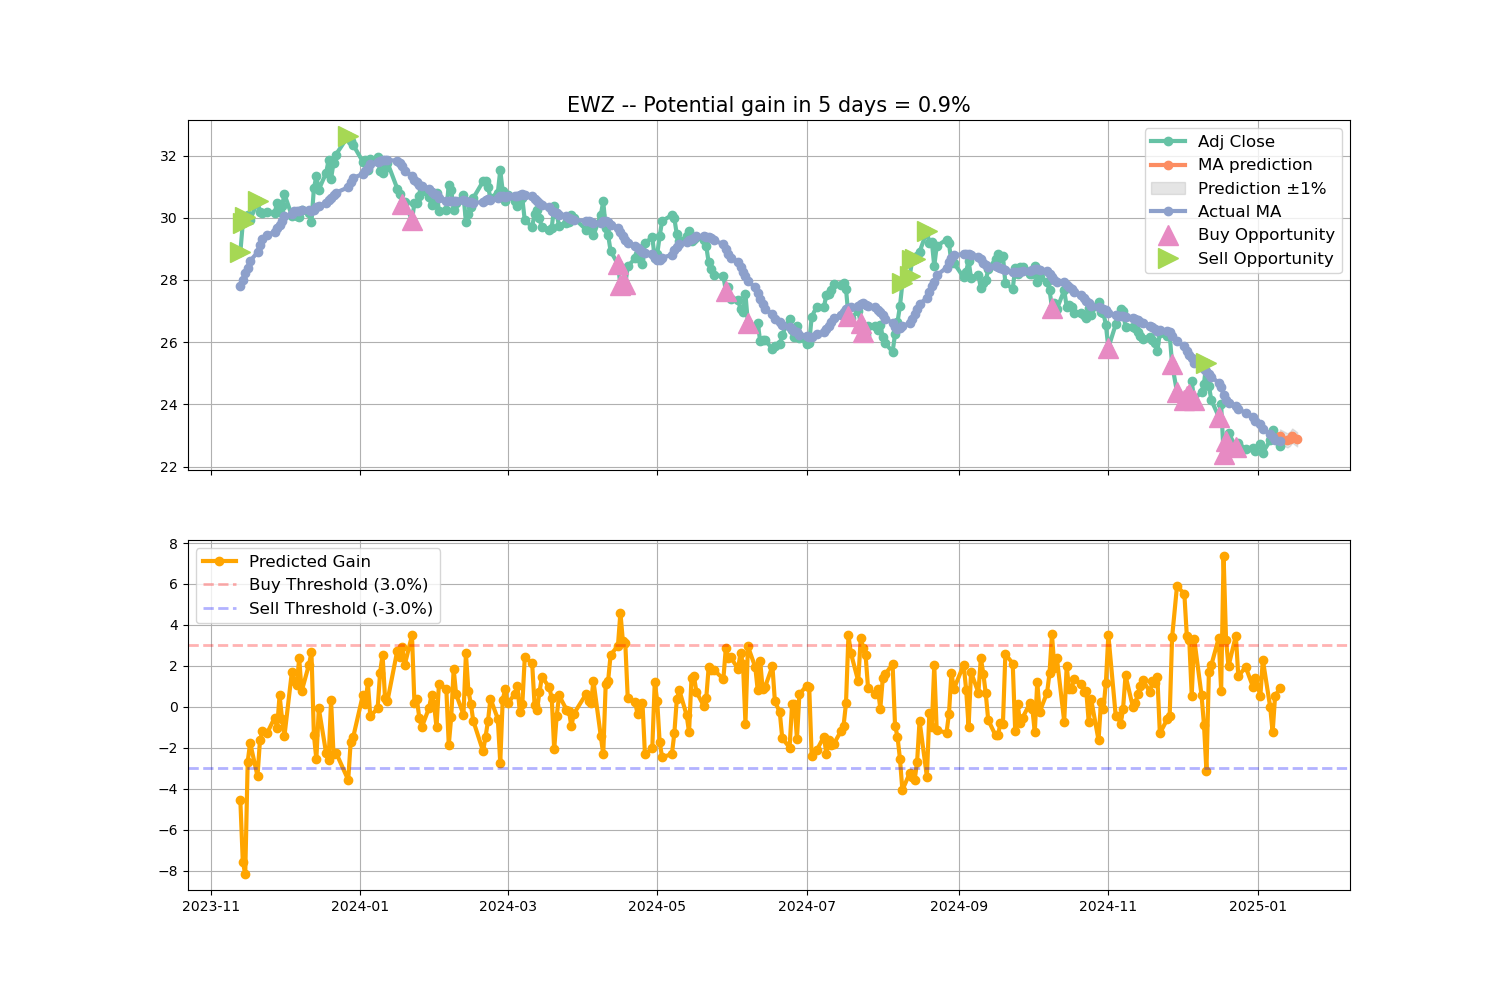 EWZ -- Potential gain in 5 days = 0.9%
32
30
28
26
24
22
Adj Close
MA prediction
Prediction ±1%
Actual MA
Buy Opportunity
Sell Opportunity
8
6
4
2
0
−2
−4
−6
−8
Predicted Gain
Buy Threshold (3.0%)
Sell Threshold (-3.0%)
2023-11 2024-01 2024-03 2024-05 2024-07 2024-09 2024-11 2025-01